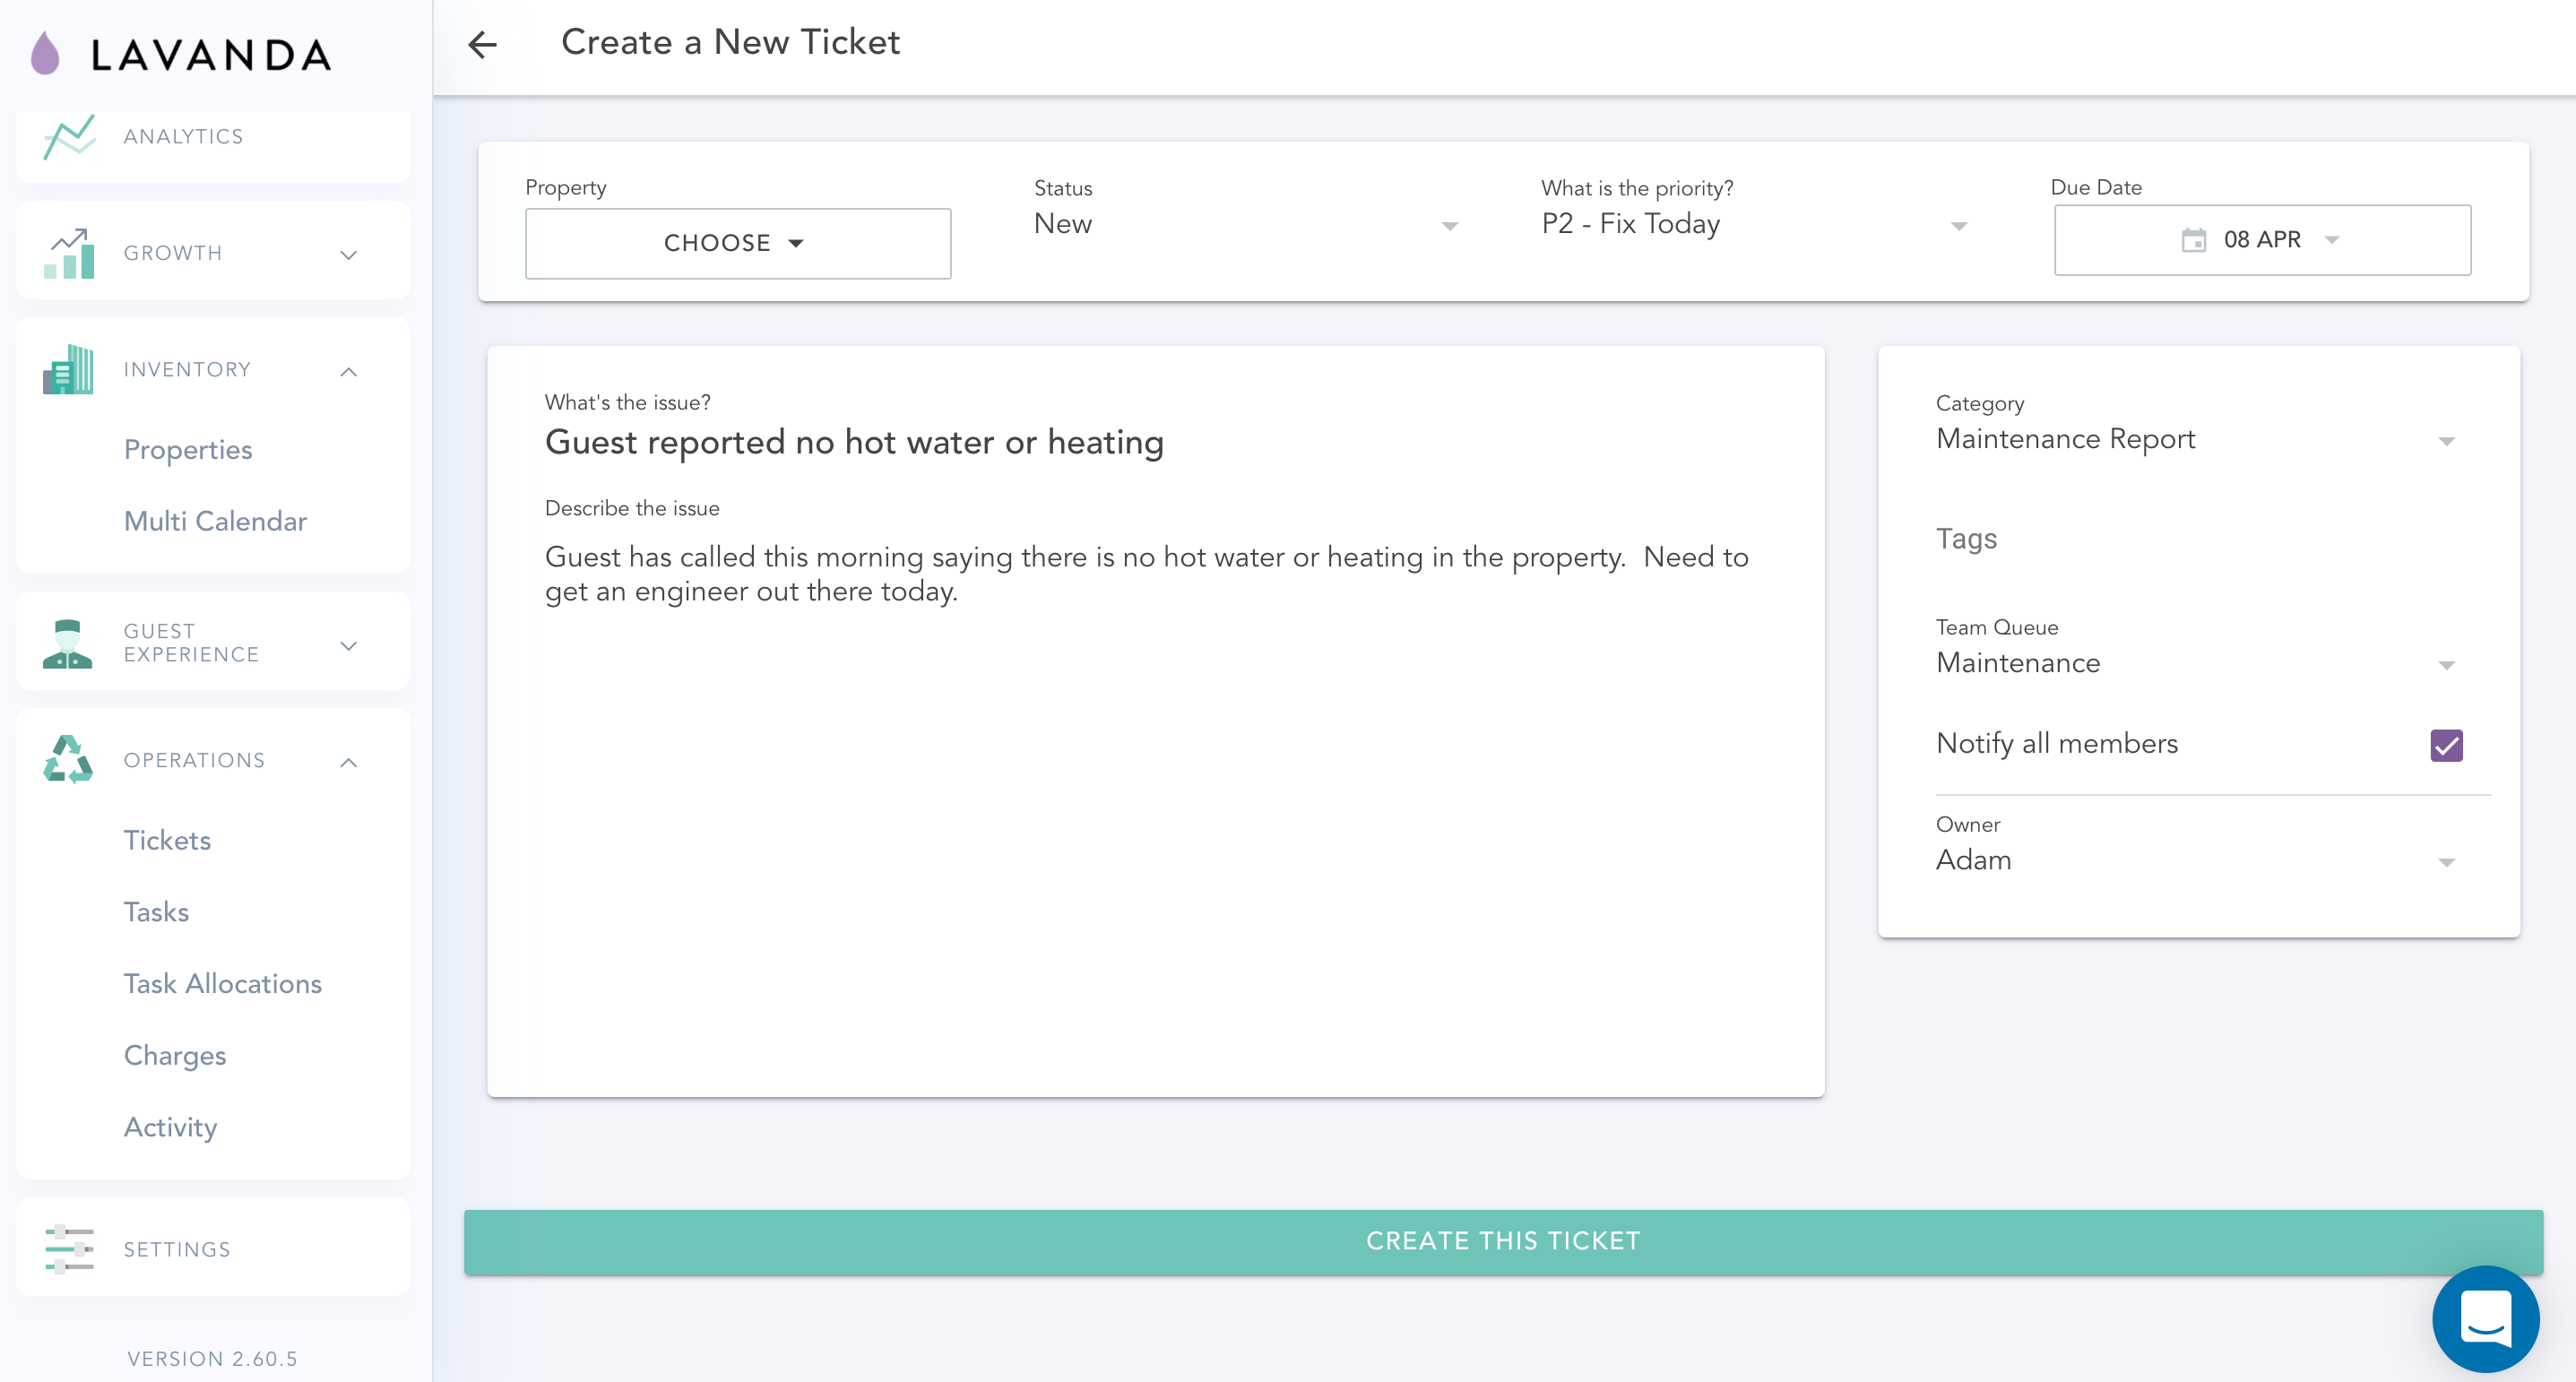 LAVANDA
ANALYTICS
GROWTH
INVENTORY
Properties
Multi Calendar
GUEST
EXPERIENCE
OPERATIONS
Tickets
Tasks
Task Allocations
Charges
Activity
SETTINGS
VERSION 2.60.5
Create a New Ticket
Property
CHOOSE
Status
New
What is the priority?
P2 - Fix Today
Due Date
08 APR
What's the issue?
Guest reported no hot water or heating
Describe the issue
Guest has called this morning saying there is no hot water or heating in the property.  Need to
get an engineer out there today.
Category
Maintenance Report
Tags
Team Queue
Maintenance
Notify all members
Owner
Adam
CREATE THIS TICKET